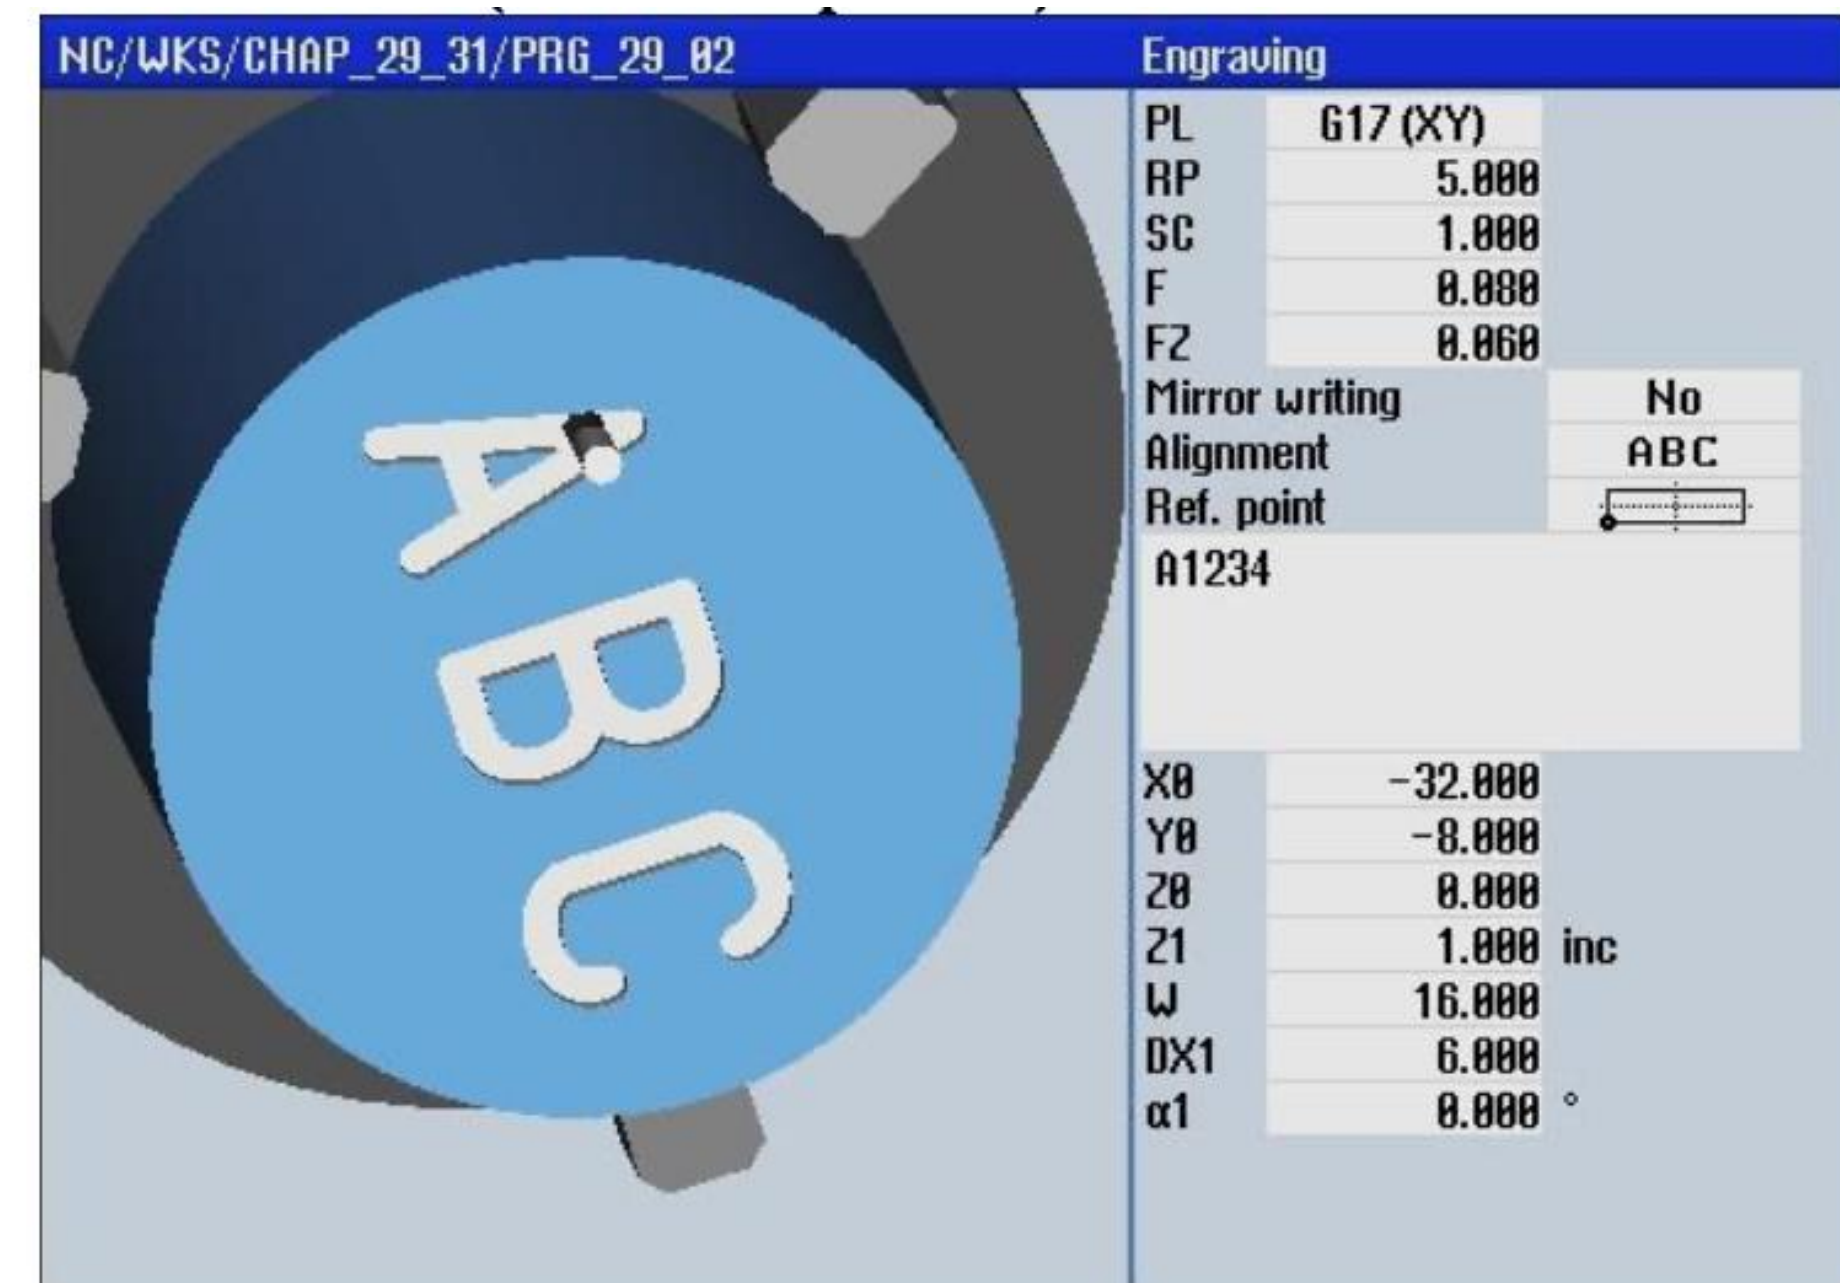 NC/WKS/CHAP_29_31/PRG_29_02
Engraving
A
B
C
PL G17 (XY)
RP 5.000
SC 1.000
F 0.080
FZ 0.060
Mirror writing No
Alignment ABC
Ref. point
A1234
X0 -32.000
Y0 -8.000
Z0 0.000
Z1 1.000 inc
W 16.000
DX1 6.000
α1 0.000 °